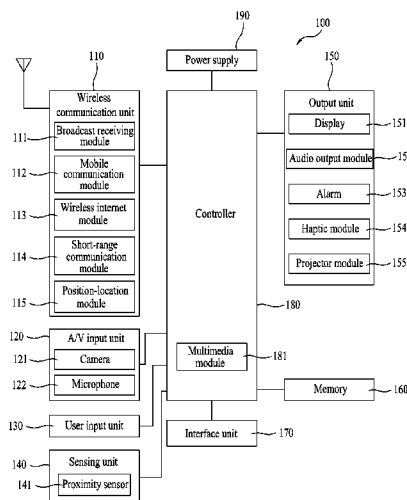 190
100
Power supply
110
Wireless
communication unit
111
Broadcast receiving
module
112
Mobile
communication
module
113
Wireless internet
module
114
Short-range
communication
module
115
Position-location
module
120
A/V input unit
121
Camera
122
Microphone
130
User input unit
140
Sensing unit
141
Proximity sensor
Controller
180
Multimedia
module
181
Interface unit
170
150
Output unit
Display
151
Audio output module
15
Alarm
153
Haptic module
154
Projector module
155
Memory
160